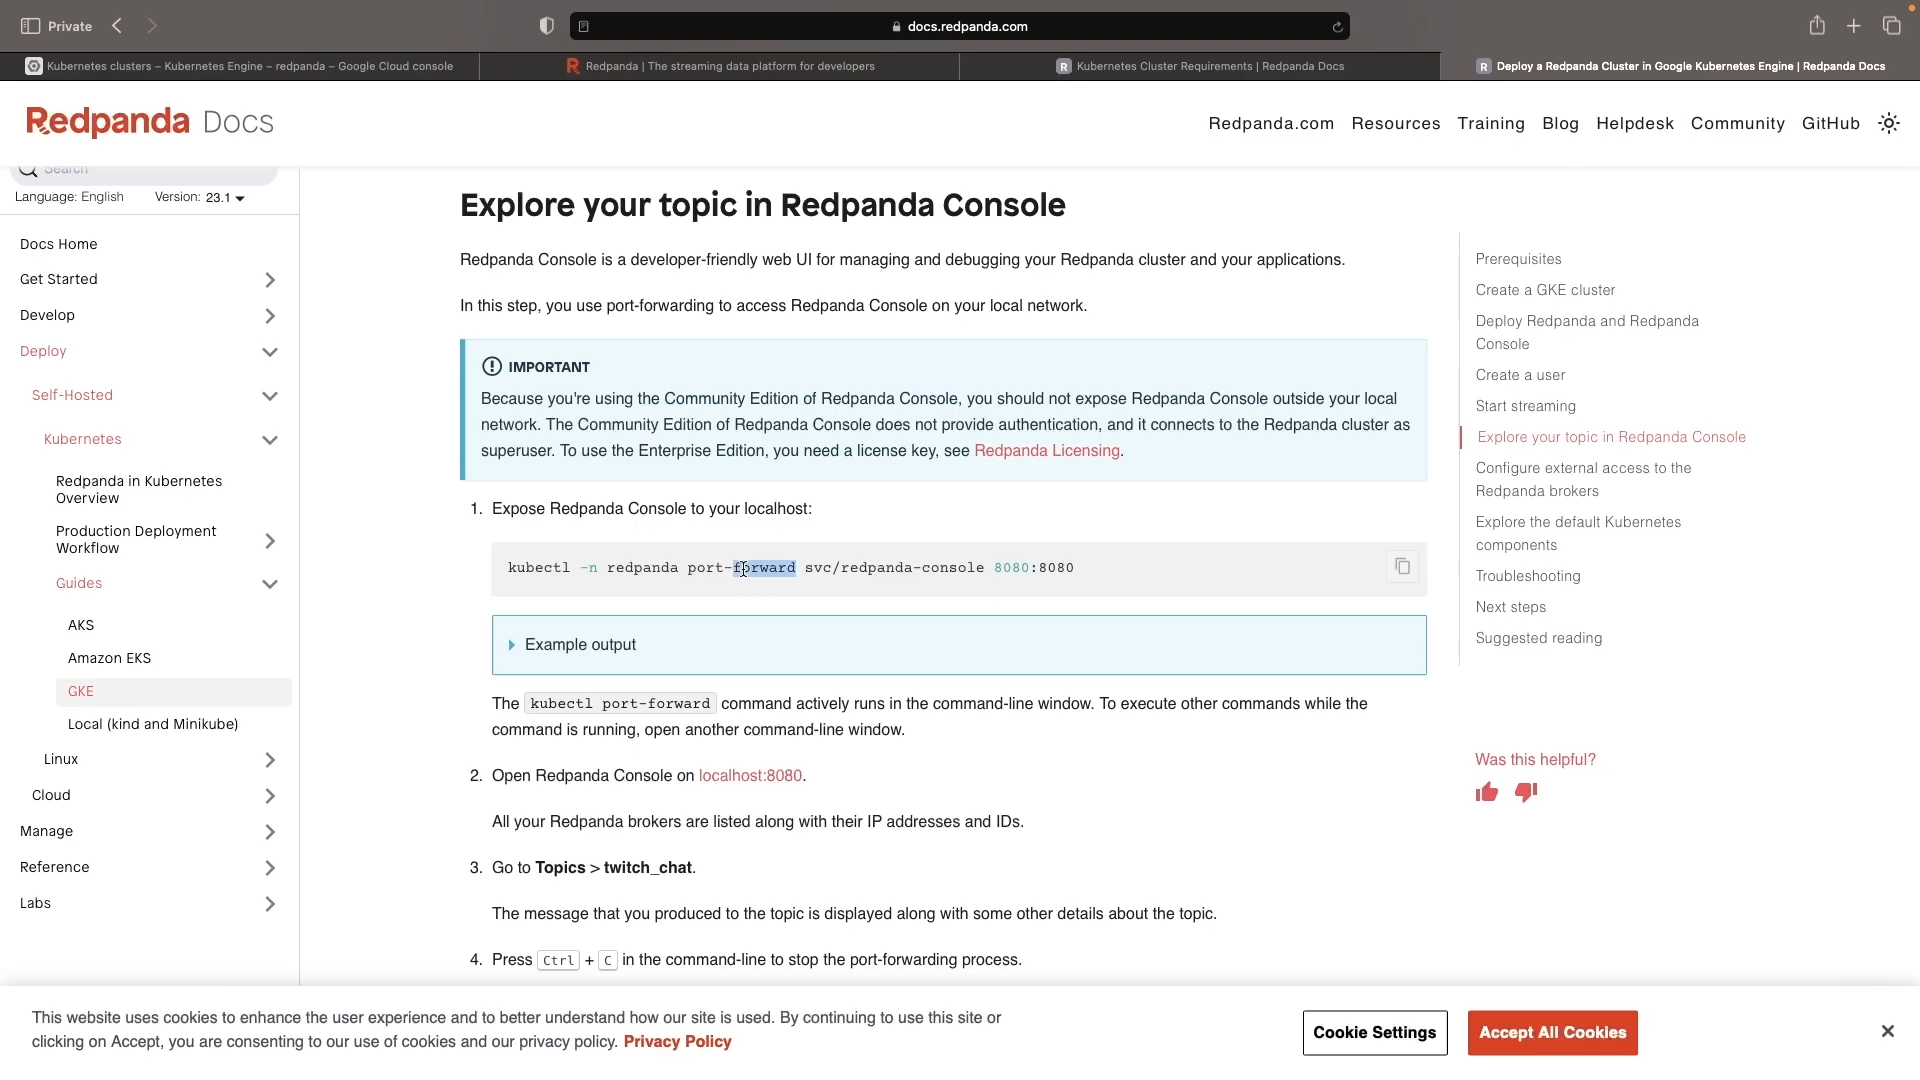 Private
docs.redpanda.com
Kubernetes clusters – Kubernetes Engine – redpanda – Google Cloud console
Redpanda | The streaming data platform for developers
Kubernetes Cluster Requirements | Redpanda Docs
Deploy a Redpanda Cluster in Google Kubernetes Engine | Redpanda Docs
Redpanda Docs
Redpanda.com
Resources
Training
Blog
Helpdesk
Community
GitHub
Search
Language: English
Version: 23.1
Docs Home
Get Started
Develop
Deploy
Self-Hosted
Kubernetes
Redpanda in Kubernetes
Overview
Production Deployment
Workflow
Guides
AKS
Amazon EKS
GKE
Local (kind and Minikube)
Linux
Cloud
Manage
Reference
Labs
Explore your topic in Redpanda Console
Redpanda Console is a developer-friendly web UI for managing and debugging your Redpanda cluster and your applications.
In this step, you use port-forwarding to access Redpanda Console on your local network.
IMPORTANT
Because you're using the Community Edition of Redpanda Console, you should not expose Redpanda Console outside your local
network. The Community Edition of Redpanda Console does not provide authentication, and it connects to the Redpanda cluster as
superuser. To use the Enterprise Edition, you need a license key, see Redpanda Licensing.
1. Expose Redpanda Console to your localhost:
kubectl -n redpanda port-forward svc/redpanda-console 8080:8080
Example output
The kubectl port-forward command actively runs in the command-line window. To execute other commands while the
command is running, open another command-line window.
2. Open Redpanda Console on localhost:8080.
All your Redpanda brokers are listed along with their IP addresses and IDs.
3. Go to Topics > twitch_chat.
The message that you produced to the topic is displayed along with some other details about the topic.
4. Press Ctrl + C in the command-line to stop the port-forwarding process.
Prerequisites
Create a GKE cluster
Deploy Redpanda and Redpanda
Console
Create a user
Start streaming
Explore your topic in Redpanda Console
Configure external access to the
Redpanda brokers
Explore the default Kubernetes
components
Troubleshooting
Next steps
Suggested reading
Was this helpful?
This website uses cookies to enhance the user experience and to better understand how our site is used. By continuing to use this site or
clicking on Accept, you are consenting to our use of cookies and our privacy policy. Privacy Policy
Cookie Settings
Accept All Cookies